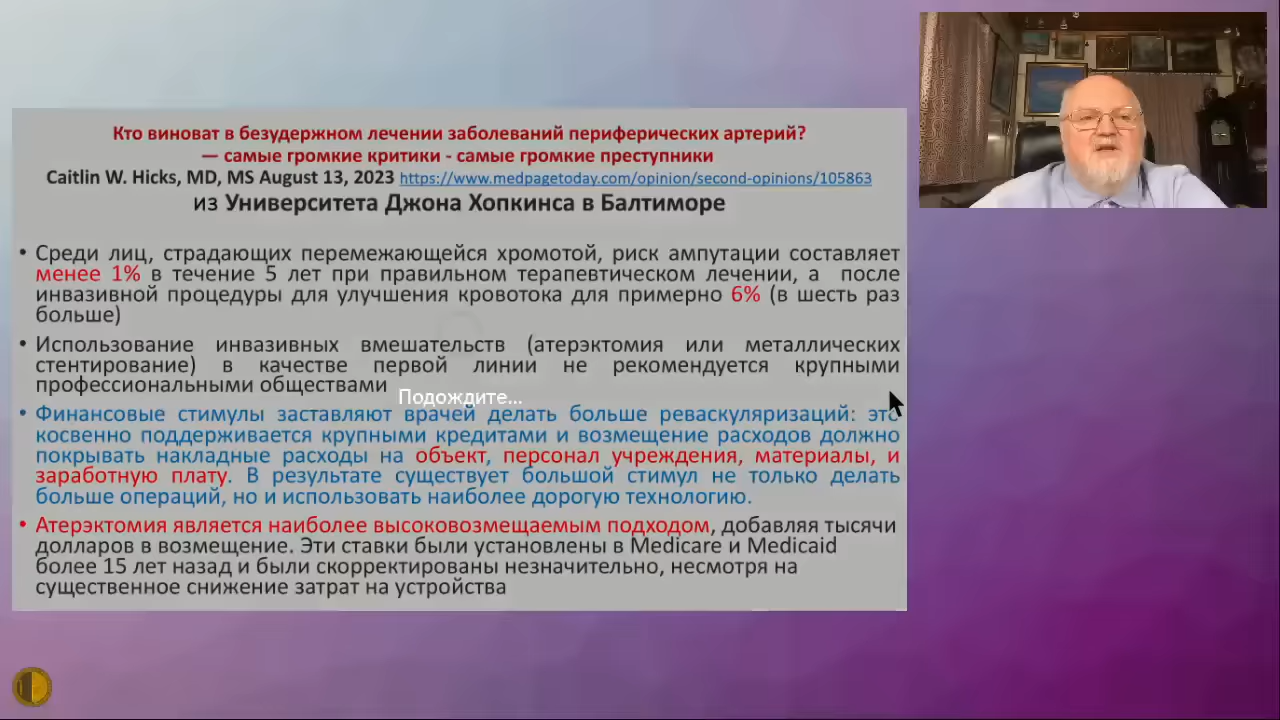 Кто виноват в безудержном лечении заболеваний периферических артерий?
— самые громкие критики - самые громкие преступники
Caitlin W. Hicks, MD, MS August 13, 2023 https://www.medpagetoday.com/opinion/second-opinions/105863
из Университета Джона Хопкинса в Балтиморе
• Среди лиц, страдающих перемежающейся хромотой, риск ампутации составляет
менее 1% в течение 5 лет при правильном терапевтическом лечении, а после
инвазивной процедуры для улучшения кровотока для примерно 6% (в шесть раз
больше)
• Использование инвазивных вмешательств (атерэктомия или металлических
стентирование) в качестве первой линии не рекомендуется крупными
профессиональными обществами
Подождите...
• Финансовые стимулы заставляют врачей делать больше реваскуляризаций: это
косвенно поддерживается крупными кредитами и возмещение расходов должно
покрывать накладные расходы на объект, персонал учреждения, материалы, и
заработную плату. В результате существует большой стимул не только делать
больше операций, но и использовать наиболее дорогую технологию.
• Атерэктомия является наиболее высоковозмещаемым подходом, добавляя тысячи
долларов в возмещение. Эти ставки были установлены в Medicare и Medicaid
более 15 лет назад и были скорректированы незначительно, несмотря на
существенное снижение затрат на устройства